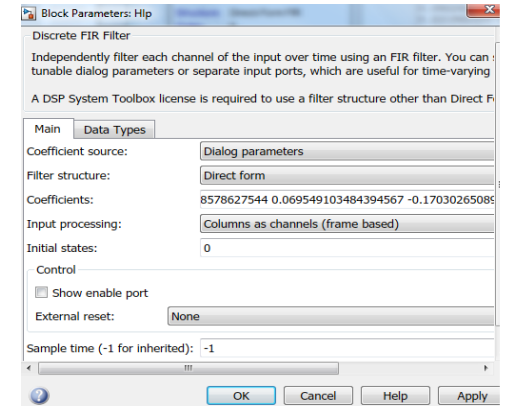 Block Parameters: Hlp
Discrete FIR Filter
Independently filter each channel of the input over time using an FIR filter. You can
tunable dialog parameters or separate input ports, which are useful for time-varying
A DSP System Toolbox license is required to use a filter structure other than Direct F
Main Data Types
Coefficient source: Dialog parameters
Filter structure: Direct form
Coefficients: 8578627544 0.069549103484394567 -0.17030265089
Input processing: Columns as channels (frame based)
Initial states: 0
Control
Show enable port
External reset: None
Sample time (-1 for inherited): -1
OK Cancel Help Apply